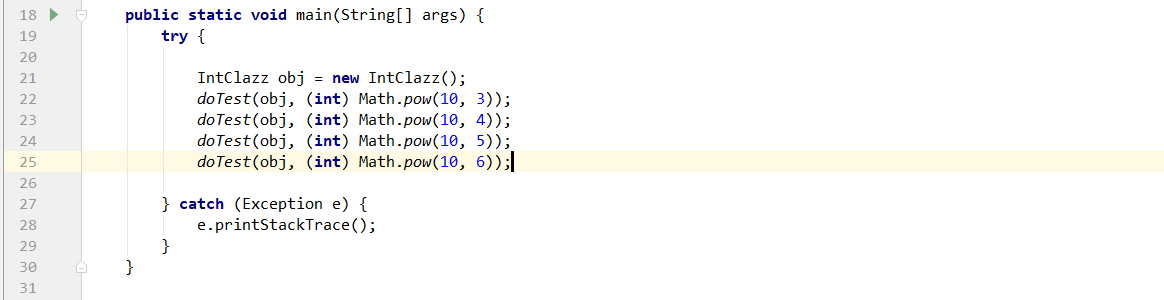 18 public static void main(String[] args) {
19 try {
20
21 IntClazz obj = new IntClazz();
22 doTest(obj, (int) Math.pow(10, 3));
23 doTest(obj, (int) Math.pow(10, 4));
24 doTest(obj, (int) Math.pow(10, 5));
25 doTest(obj, (int) Math.pow(10, 6));
26
27 } catch (Exception e) {
28 e.printStackTrace();
29 }
30 }
31